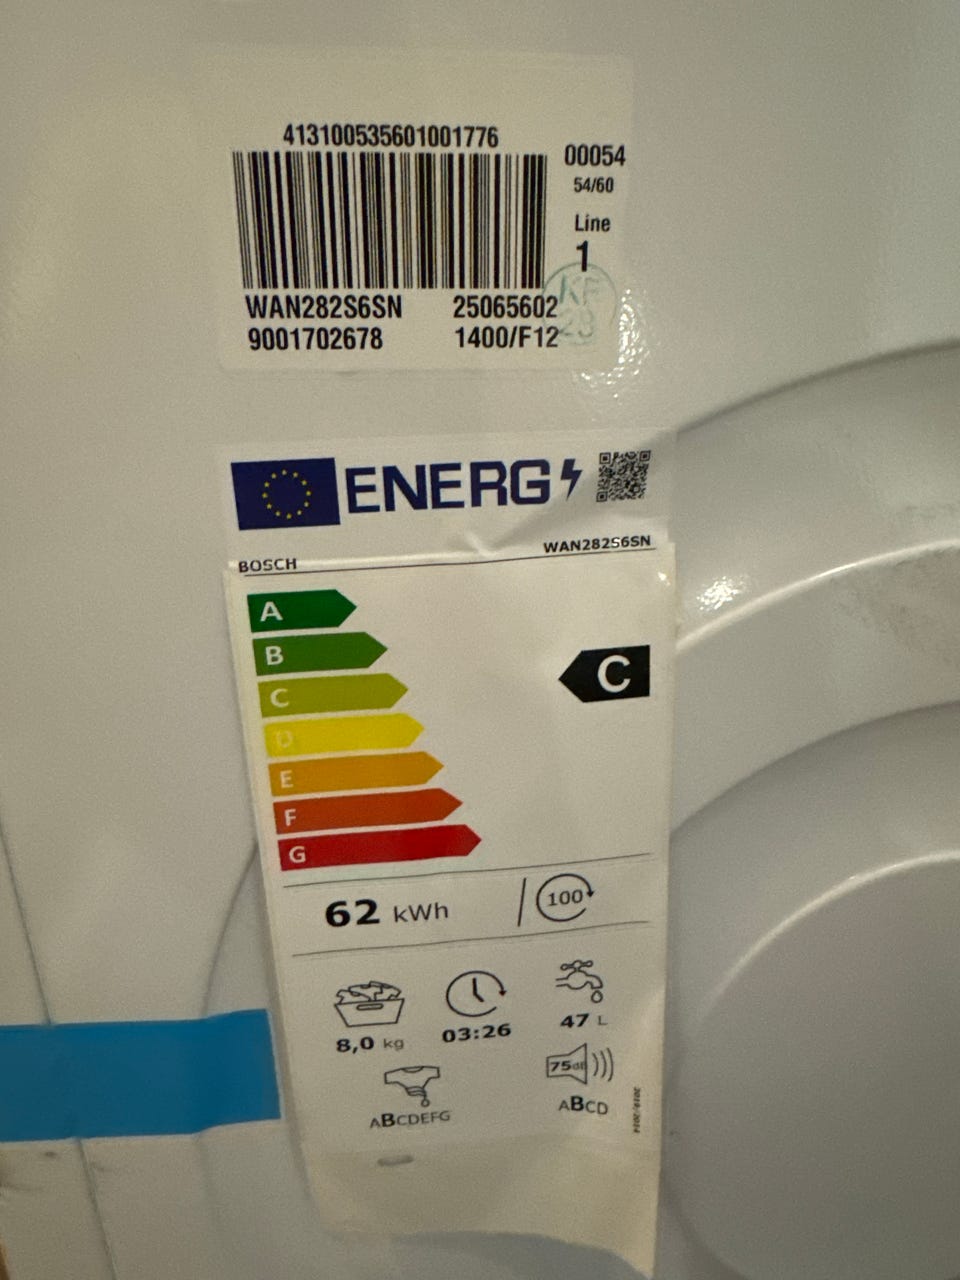 413100535601001776
00054
54/60
Line
1
KF
23
WAN282S6SN 25065602
9001702678 1400/F12
ENERG
BOSCH WAN282S6SN
A
B
C
C
D
E
F
G
62 kWh / 100
8,0 kg
03:26
47 L
75dB
ABCDEFG
ABCD
2019/2014